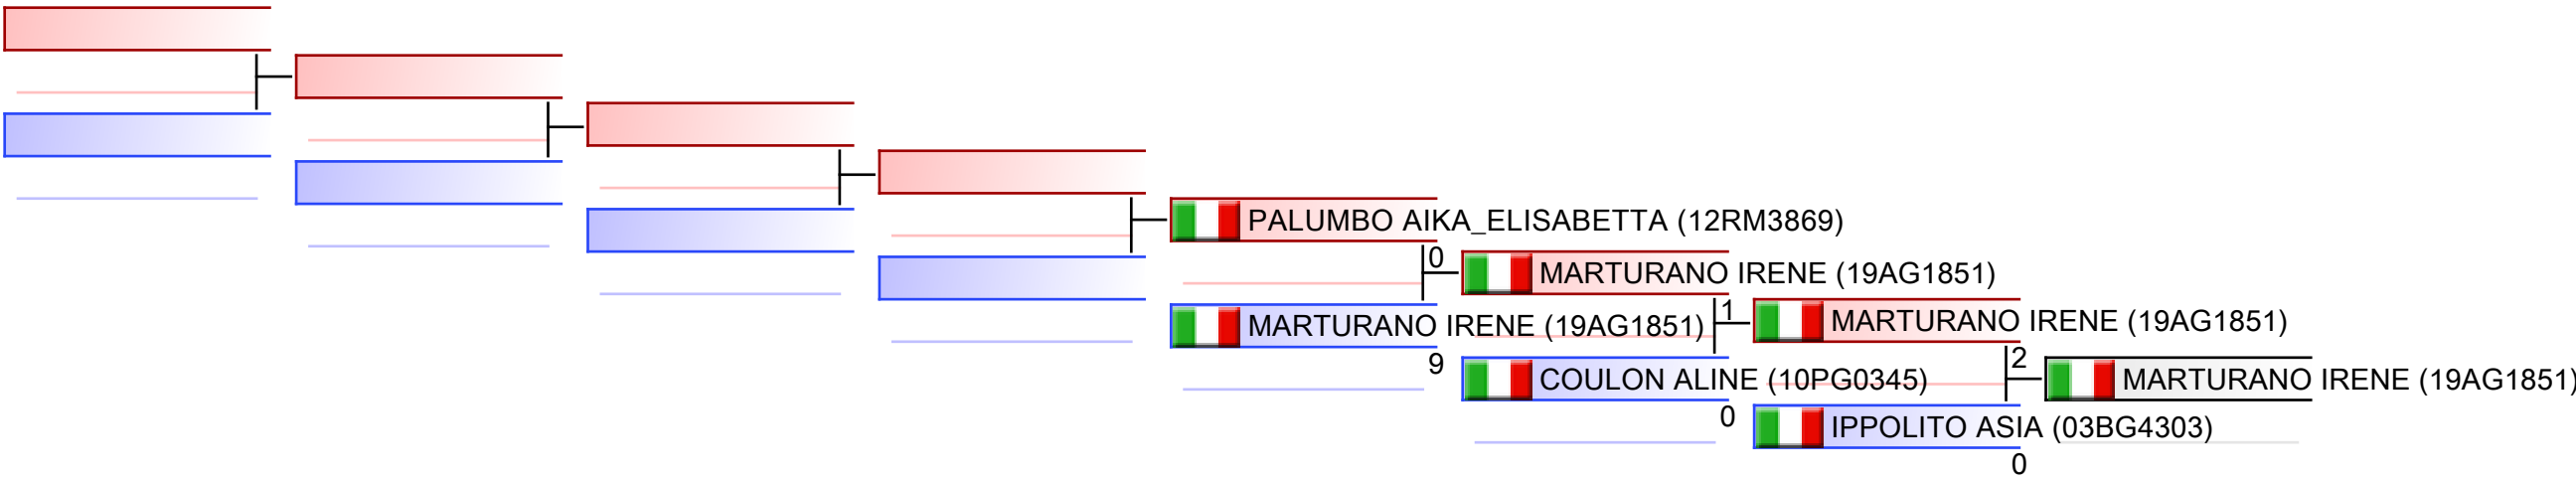 PALUMBO AIKA_ELISABETTA (12RM3869)
0
MARTURANO IRENE (19AG1851)
MARTURANO IRENE (19AG1851)
9
1
MARTURANO IRENE (19AG1851)
COULON ALINE (10PG0345)
0
2
MARTURANO IRENE (19AG1851)
IPPOLITO ASIA (03BG4303)
0